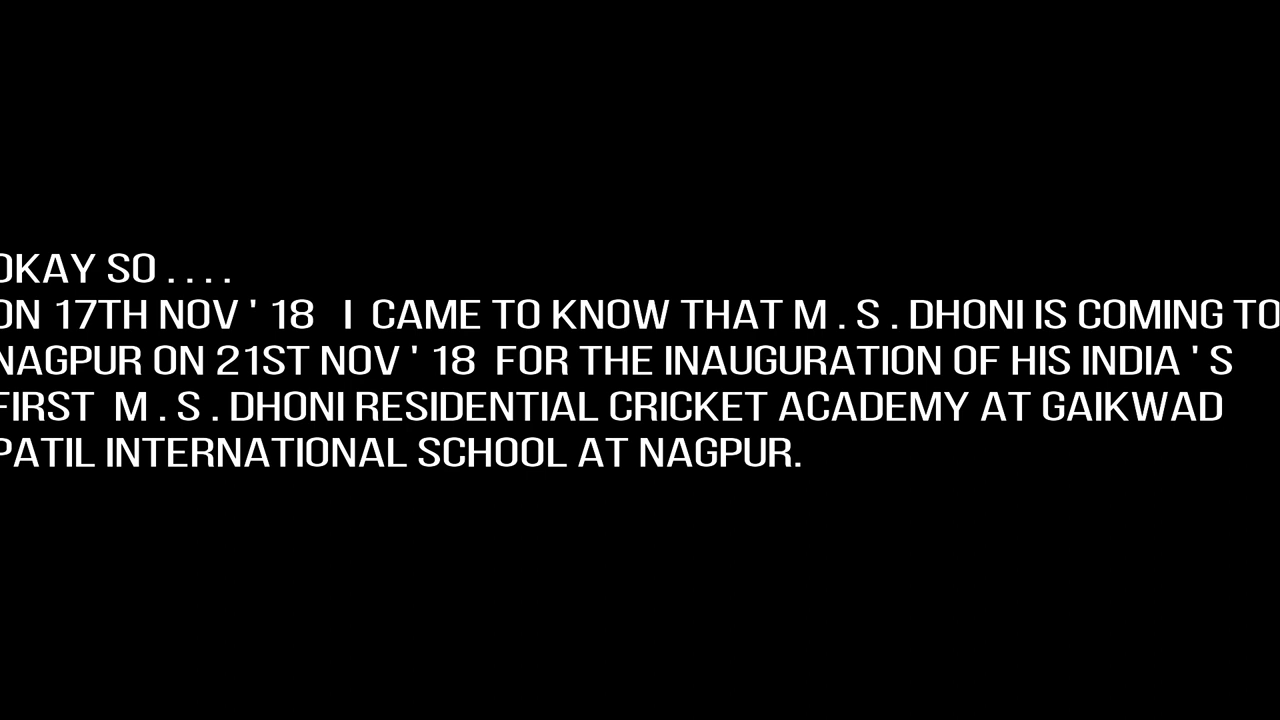 OKAY SO . . . .
ON 17TH NOV ' 18 I CAME TO KNOW THAT M . S . DHONI IS COMING TO
NAGPUR ON 21ST NOV ' 18 FOR THE INAUGURATION OF HIS INDIA ' S
FIRST M . S . DHONI RESIDENTIAL CRICKET ACADEMY AT GAIKWAD
PATIL INTERNATIONAL SCHOOL AT NAGPUR.